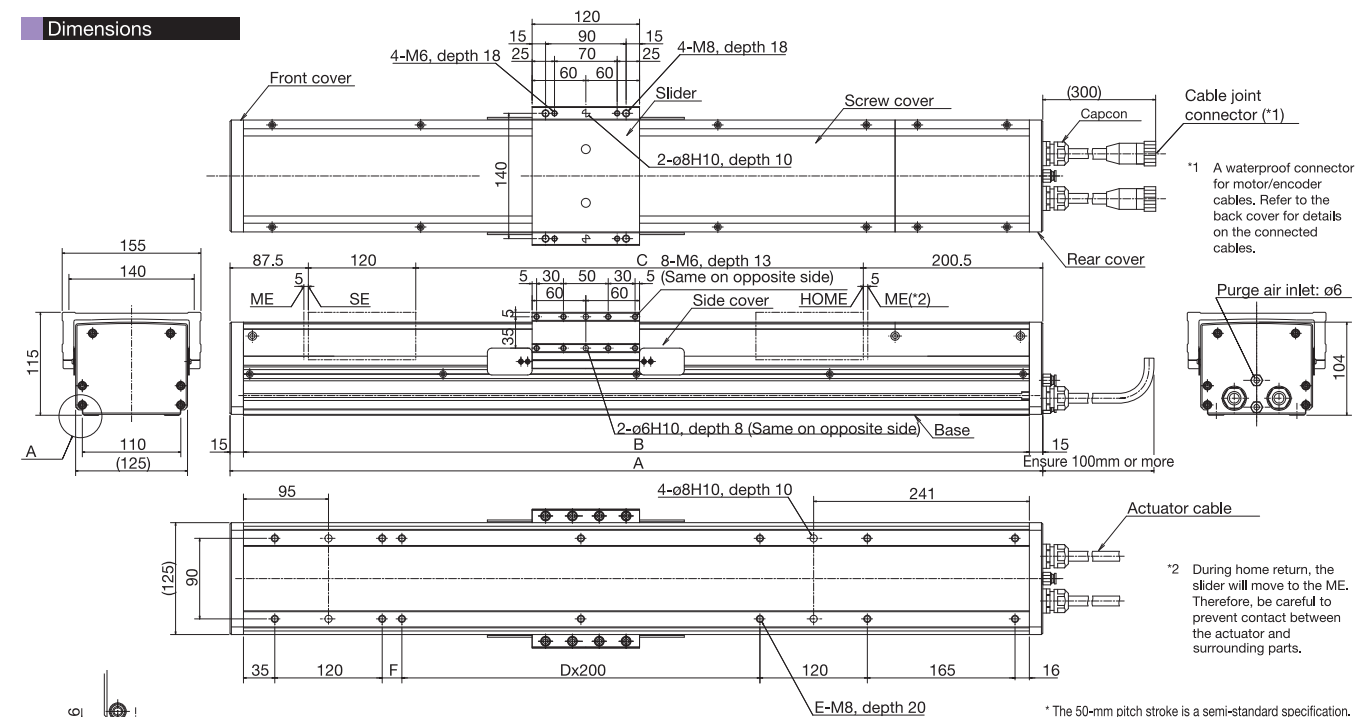 Dimensions
120
15
90
15
4-M6, depth 18
25
70
25
4-M8, depth 18
60
60
Front cover
Slider
Screw cover
(300)
Capcon
Cable joint
connector (*1)
140
2-ø8H10, depth 10
*1 A waterproof connector
for motor/encoder
cables. Refer to the
back cover for details
on the connected
cables.
Rear cover
155
140
115
A
110
(125)
87.5
120
C
8-M6, depth 13
(Same on opposite side)
200.5
5
ME
SE
5
30
50
30
5
60
60
Side cover
HOME
5
ME(*2)
5
35
Purge air inlet: ø6
104
2-ø6H10, depth 8 (Same on opposite side)
Base
15
B
15
A
Ensure 100mm or more
95
4-ø8H10, depth 10
241
Actuator cable
(125)
90
*2 During home return, the
slider will move to the ME.
Therefore, be careful to
prevent contact between
the actuator and
surrounding parts.
35
120
F
Dx200
120
165
16
E-M8, depth 20
6
* The 50-mm pitch stroke is a semi-standard specification.